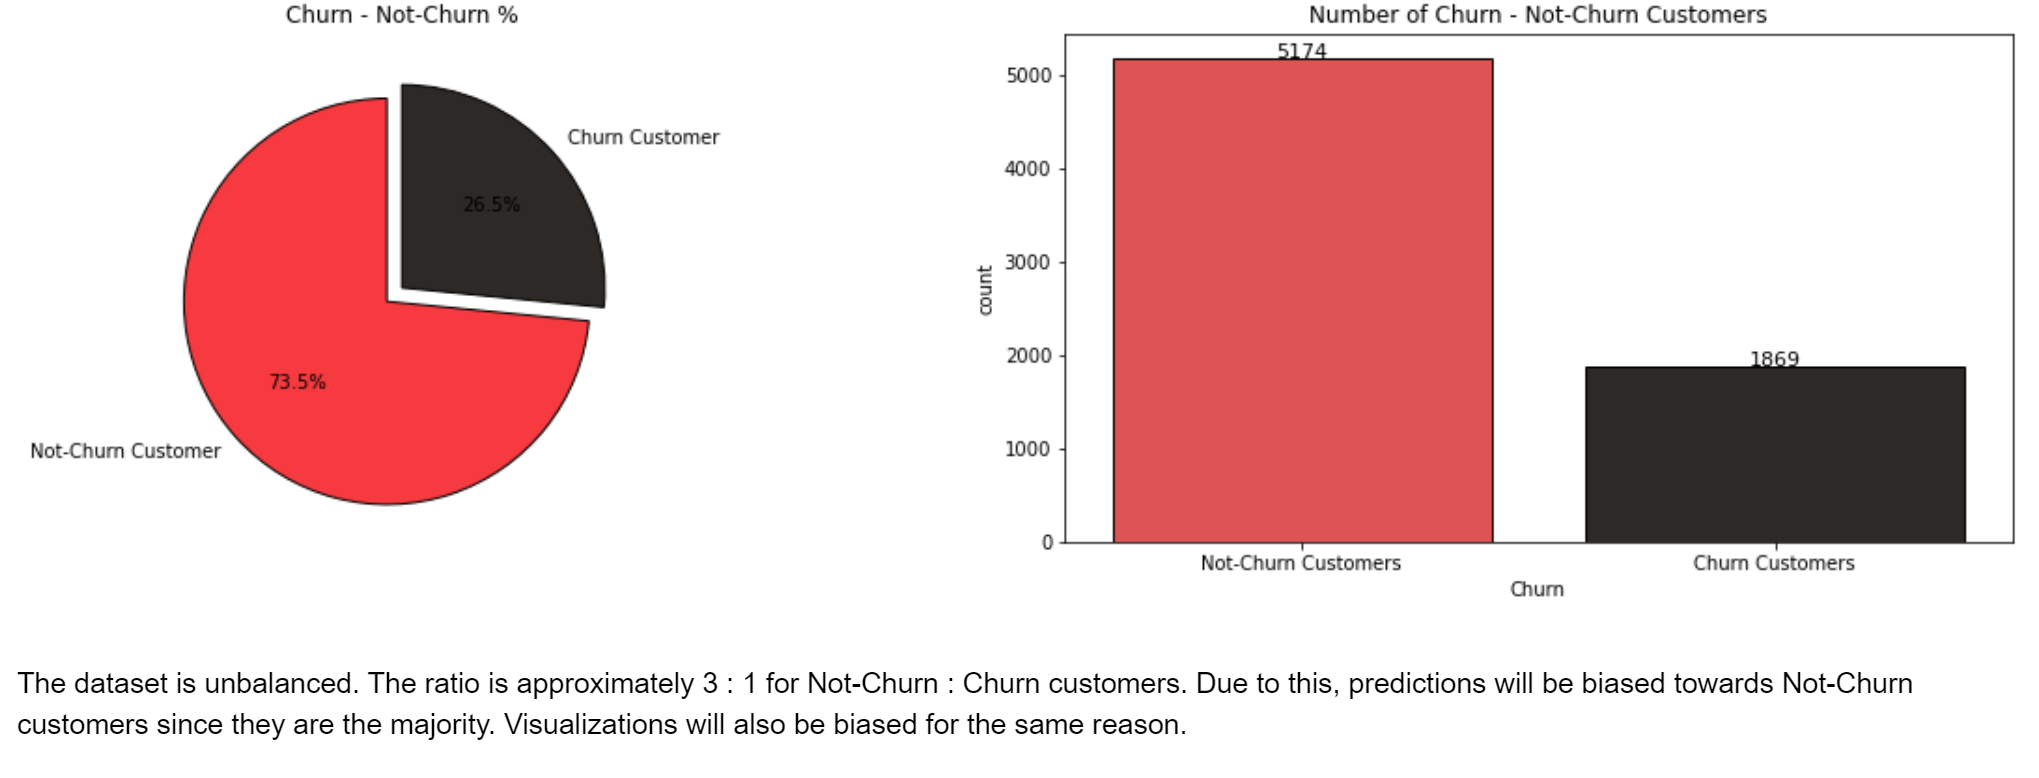 Churn - Not-Churn %
Churn Customer
26.5%
73.5%
Not-Churn Customer
Number of Churn - Not-Churn Customers
5174
5000
4000
3000
2000
1000
0
count
1869
Not-Churn Customers
Churn Customers
Churn
The dataset is unbalanced. The ratio is approximately 3 : 1 for Not-Churn : Churn customers. Due to this, predictions will be biased towards Not-Churn
customers since they are the majority. Visualizations will also be biased for the same reason.